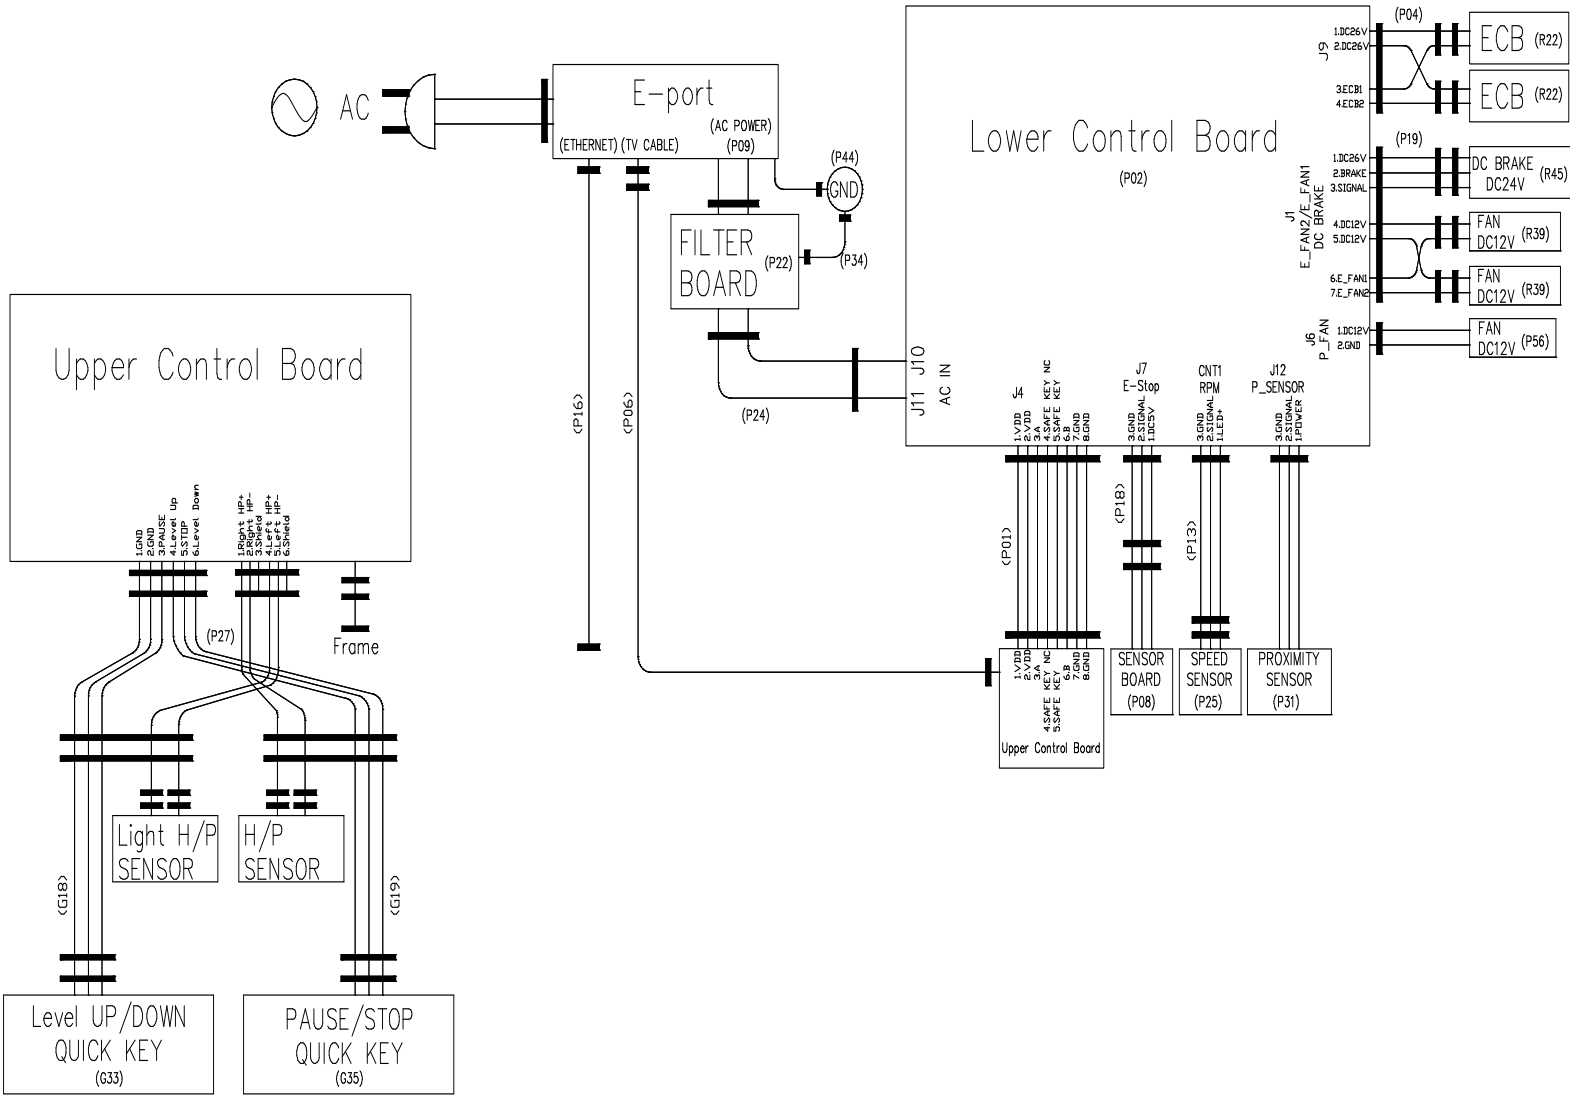 AC
E-port
(AC POWER)
(ETHERNET) (TV CABLE) (P09)
(P44)
GND
FILTER
BOARD
(P22)
(P34)
(P24)
<P16>
<P06>
Lower Control Board
(P02)
J10
J11
AC IN
J9
1.DC26V
2.DC26V
3.ECB1
4.ECB2
(P04)
ECB (R22)
ECB (R22)
J1
E_FAN2/E_FAN1
DC BRAKE
1.DC26V
2.BRAKE
3.SIGNAL
4.DC12V
5.DC12V
6.E_FAN1
7.E_FAN2
(P19)
DC BRAKE
DC24V
(R45)
FAN
DC12V
(R39)
FAN
DC12V
(R39)
J6
P_FAN
1.DC12V
2.GND
FAN
DC12V
(P56)
J4
1.VDD
2.VDD
3.A
4.SAFE KEY NC
5.SAFE KEY
6.B
7.GND
8.GND
J7
E-Stop
3.GND
2.SIGNAL
1.DC5V
CNT1
RPM
3.GND
2.SIGNAL
1.LED+
J12
P_SENSOR
3.GND
2.SIGNAL
1.POWER
<P01>
<P18>
<P13>
1.VDD
2.VDD
3.A
4.SAFE KEY NC
5.SAFE KEY
6.B
7.GND
8.GND
Upper Control Board
SENSOR
BOARD
(P08)
SPEED
SENSOR
(P25)
PROXIMITY
SENSOR
(P31)
Upper Control Board
1.GND
2.GND
3.PAUSE
4.Level Up
5.STOP
6.Level Down
1.Right HP+
2.Right HP-
3.Shield
4.Left HP+
5.Left HP-
6.Shield
(P27)
Frame
Light H/P
SENSOR
H/P
SENSOR
<G18>
<G19>
Level UP/DOWN
QUICK KEY
(G33)
PAUSE/STOP
QUICK KEY
(G35)